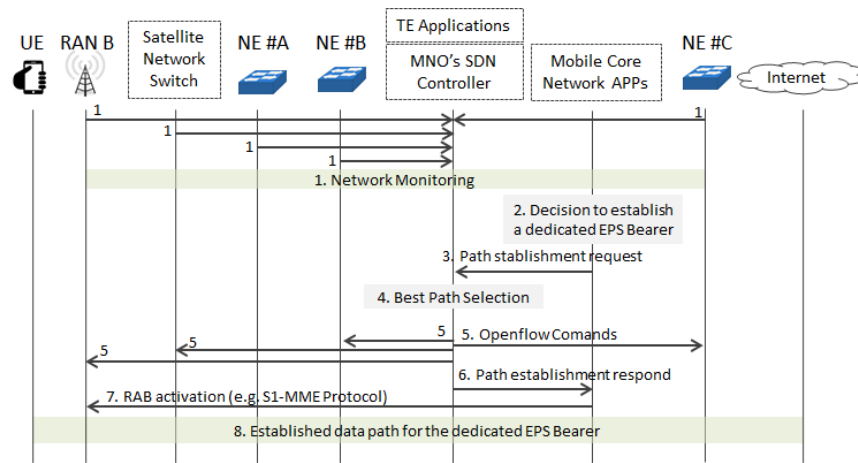 TE Applications
UE
RAN B
Satellite
Network
Switch
NE #A
NE #B
MNO's SDN
Controller
Mobile Core
Network APPs
NE #C
Internet
1
1
1
1
1
1. Network Monitoring
2. Decision to establish
a dedicated EPS Bearer
3. Path stablishment request
4. Best Path Selection
5
5. Openflow Comands
5
5
6. Path establishment respond
7. RAB activation (e.g. S1-MME Protocol)
8. Established data path for the dedicated EPS Bearer